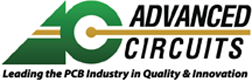 ADVANCED
CIRCUITS
Leading the PCB Industry in Quality & Innovation